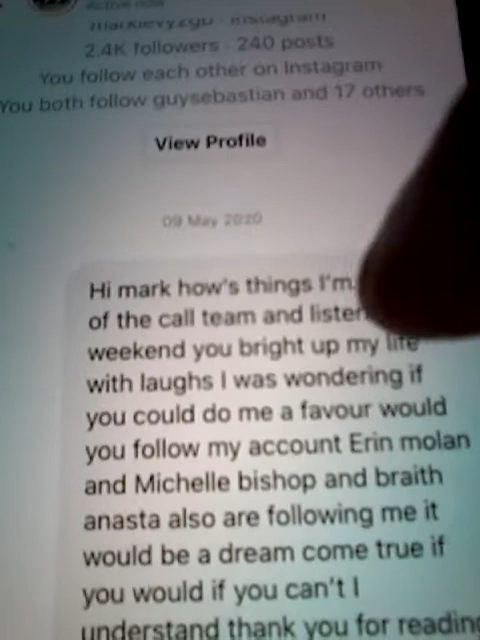 Active now
Instagram
2.4K followers · 240 posts
You follow each other on Instagram
You both follow guysebastian and 17 others
View Profile
09 May 2020
Hi mark how's things I'm
of the call team and listen
weekend you bright up my life
with laughs I was wondering if
you could do me a favour would
you follow my account Erin molan
and Michelle bishop and braith
anasta also are following me it
would be a dream come true if
you would if you can't I
understand thank you for reading